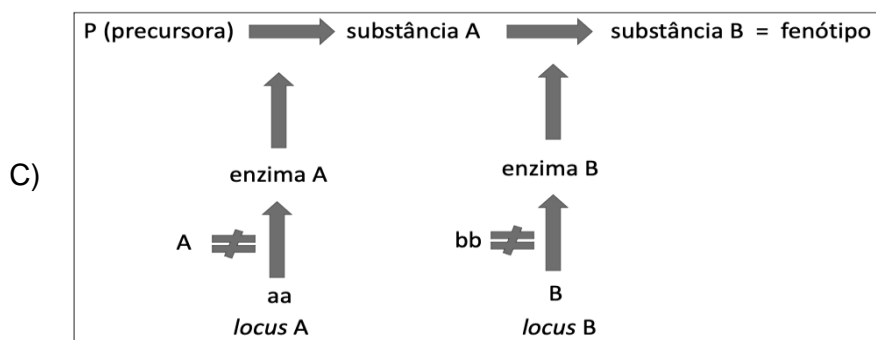 P (precursora) substância A substância B = fenótipo
C)
enzima A enzima B
A bb
aa B
locus A locus B